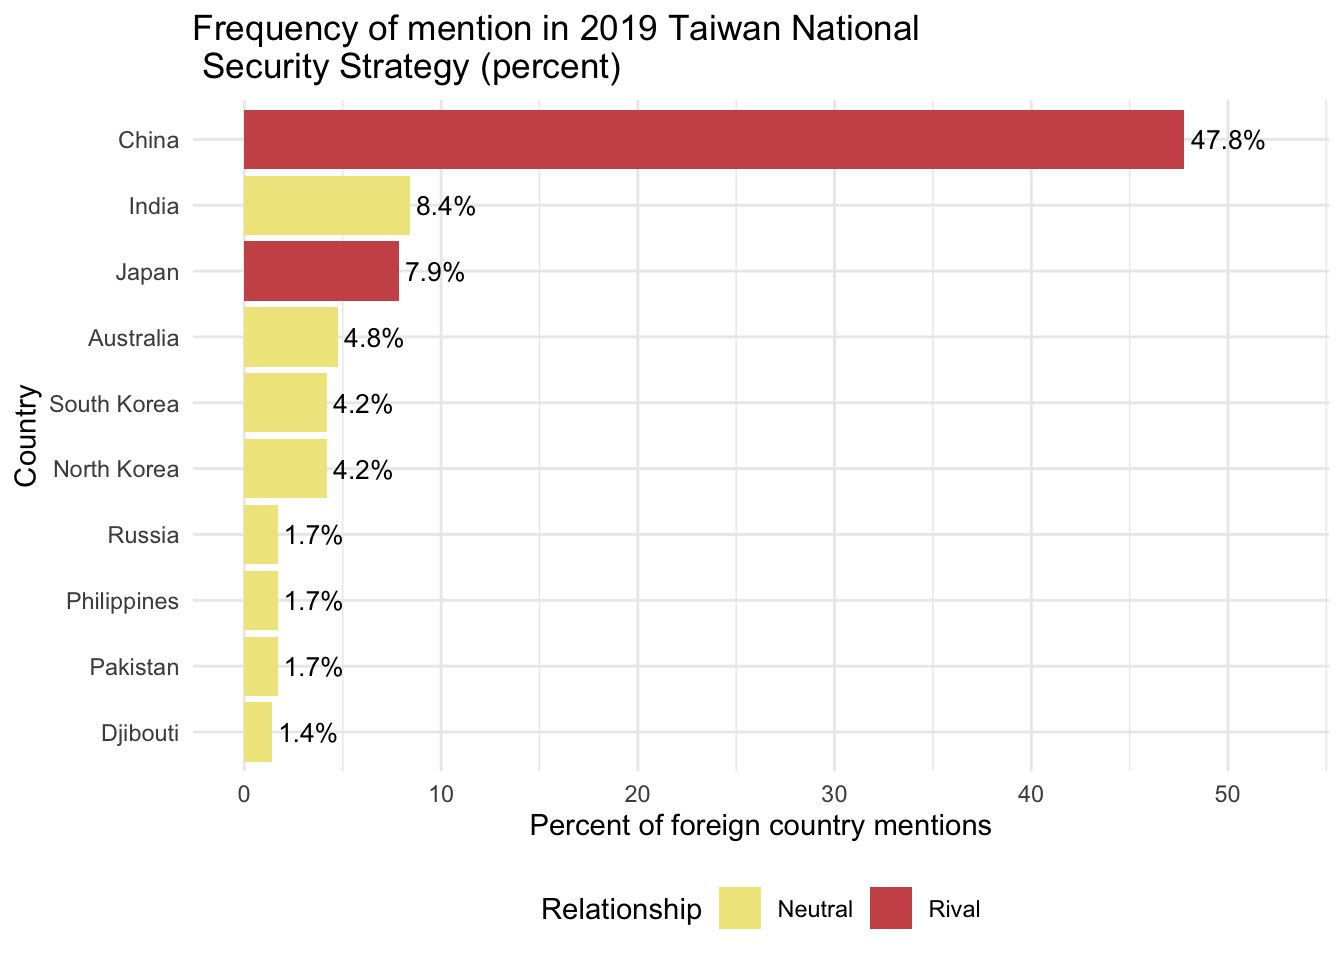 Frequency of mention in 2019 Taiwan National
Security Strategy (percent)
Country
China 47.8%
India 8.4%
Japan 7.9%
Australia 4.8%
South Korea 4.2%
North Korea 4.2%
Russia 1.7%
Philippines 1.7%
Pakistan 1.7%
Djibouti 1.4%
0 10 20 30 40 50
Percent of foreign country mentions
Relationship Neutral Rival